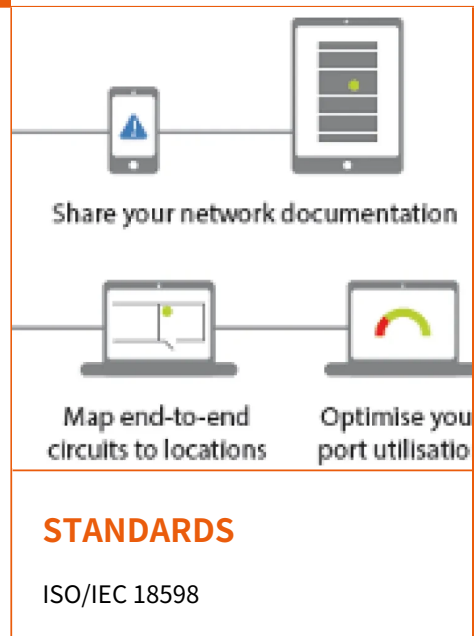 Share your network documentation
Map end-to-end
circuits to locations
Optimise you
port utilisatio
STANDARDS
ISO/IEC 18598